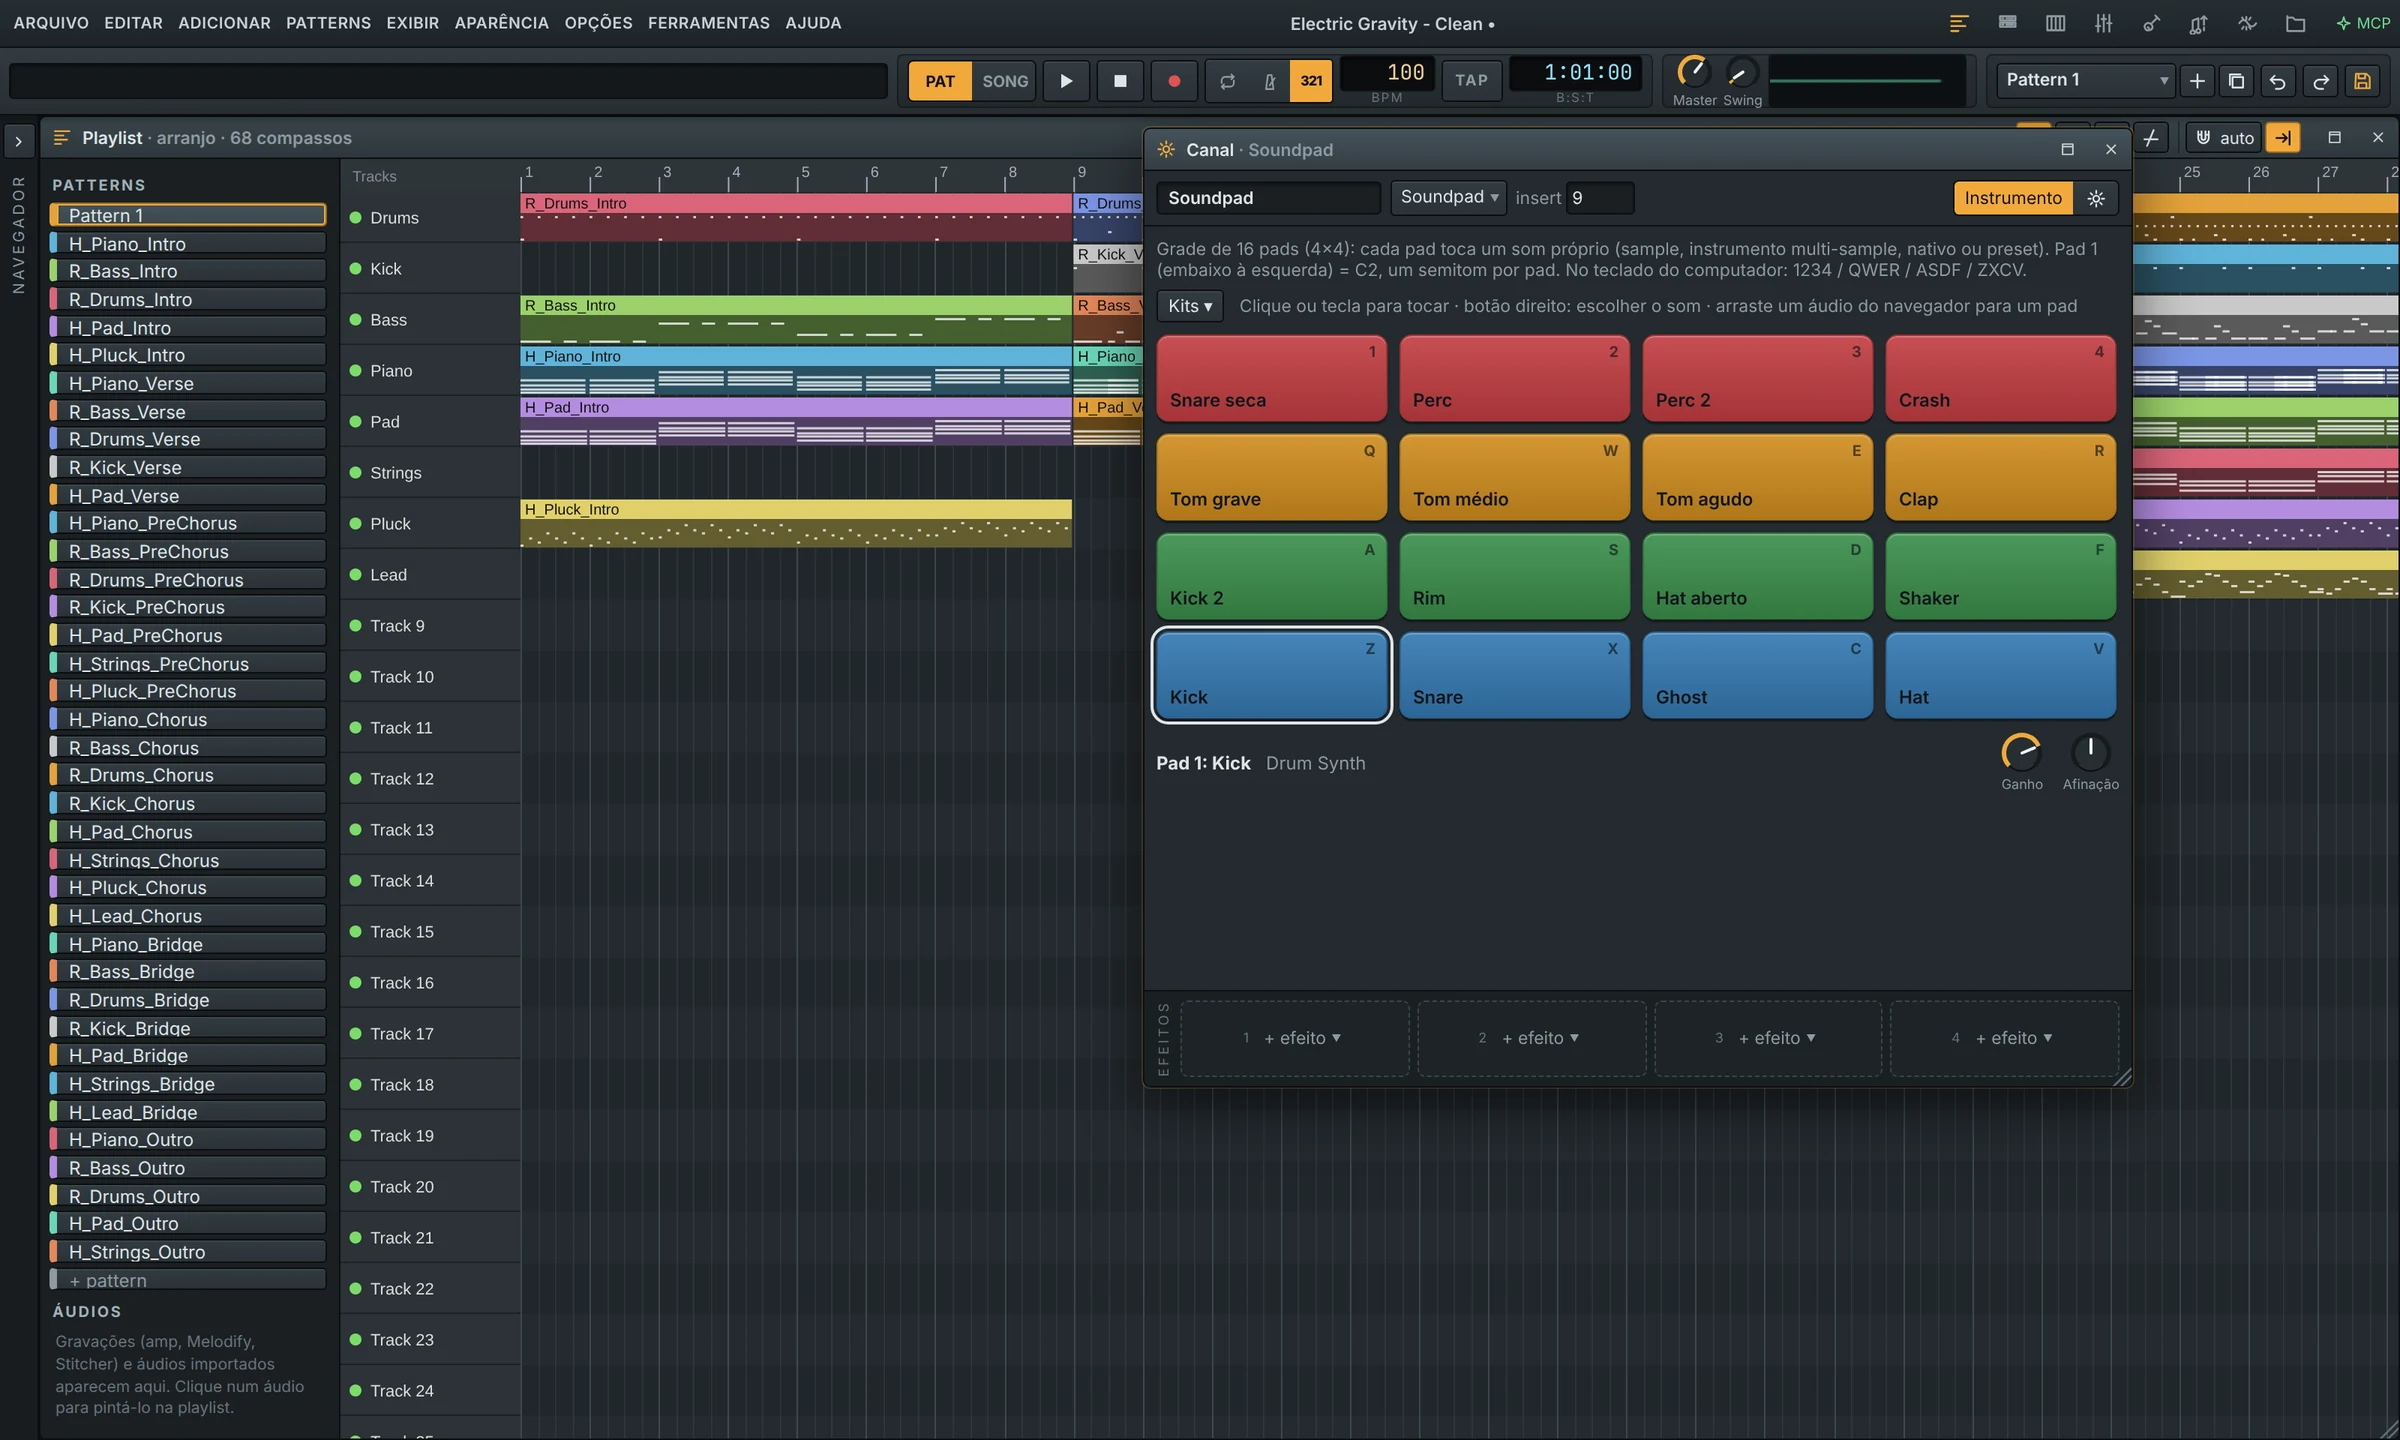 ARQUIVO EDITAR ADICIONAR PATTERNS EXIBIR APARÊNCIA OPÇÕES FERRAMENTAS AJUDA
Electric Gravity - Clean •
MCP
PAT SONG
321
100
BPM
TAP
1:01:00
B:S:T
Master Swing
Pattern 1
NAVEGADOR
Playlist · arranjo · 68 compassos
auto
PATTERNS
Pattern 1
H_Piano_Intro
R_Bass_Intro
R_Drums_Intro
H_Pad_Intro
H_Pluck_Intro
H_Piano_Verse
R_Bass_Verse
R_Drums_Verse
R_Kick_Verse
H_Pad_Verse
H_Piano_PreChorus
R_Bass_PreChorus
R_Drums_PreChorus
R_Kick_PreChorus
H_Pad_PreChorus
H_Strings_PreChorus
H_Pluck_PreChorus
H_Piano_Chorus
R_Bass_Chorus
R_Drums_Chorus
R_Kick_Chorus
H_Pad_Chorus
H_Strings_Chorus
H_Pluck_Chorus
H_Lead_Chorus
H_Piano_Bridge
R_Bass_Bridge
R_Drums_Bridge
R_Kick_Bridge
H_Pad_Bridge
H_Strings_Bridge
H_Lead_Bridge
H_Piano_Outro
R_Bass_Outro
R_Drums_Outro
H_Pad_Outro
H_Strings_Outro
+ pattern
ÁUDIOS
Gravações (amp, Melodify,
Stitcher) e áudios importados
aparecem aqui. Clique num áudio
para pintá-lo na playlist.
Tracks
1 2 3 4 5 6 7 8 9
25 26 27 2
Drums
Kick
Bass
Piano
Pad
Strings
Pluck
Lead
Track 9
Track 10
Track 11
Track 12
Track 13
Track 14
Track 15
Track 16
Track 17
Track 18
Track 19
Track 20
Track 21
Track 22
Track 23
Track 24
R_Drums_Intro
R_Drums
R_Kick_V
R_Bass_Intro
R_Bass_V
H_Piano_Intro
H_Piano_
H_Pad_Intro
H_Pad_V
H_Pluck_Intro
Canal · Soundpad
Soundpad
Soundpad
insert 9
Instrumento
Grade de 16 pads (4×4): cada pad toca um som próprio (sample, instrumento multi-sample, nativo ou preset). Pad 1
(embaixo à esquerda) = C2, um semitom por pad. No teclado do computador: 1234 / QWER / ASDF / ZXCV.
Kits ▾
Clique ou tecla para tocar · botão direito: escolher o som · arraste um áudio do navegador para um pad
1 2 3 4
Snare seca Perc Perc 2 Crash
Q W E R
Tom grave Tom médio Tom agudo Clap
A S D F
Kick 2 Rim Hat aberto Shaker
Z X C V
Kick Snare Ghost Hat
Pad 1: Kick Drum Synth
Ganho Afinação
EFEITOS
1 + efeito ▾
2 + efeito ▾
3 + efeito ▾
4 + efeito ▾